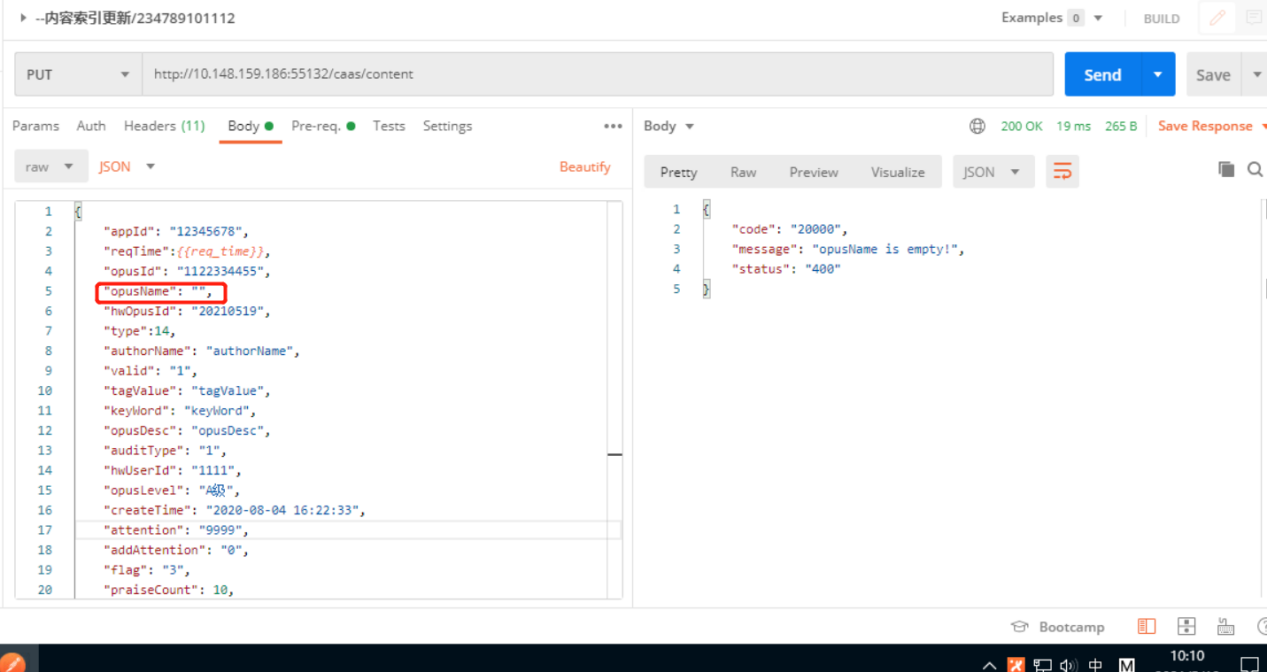 --内容索引更新/234789101112
Examples 0 BUILD
PUT http://10.148.159.186:55132/caas/content Send Save
Params Auth Headers (11) Body Pre-req. Tests Settings ... Body 200 OK 19 ms 265 B Save Response
raw JSON Beautify
Pretty Raw Preview Visualize JSON
1 {
2 "appId": "12345678",
3 "reqTime":{{req_time}},
4 "opusId": "1122334455",
5 "opusName": "",
6 "hwOpusId": "20210519",
7 "type":14,
8 "authorName": "authorName",
9 "valid": "1",
10 "tagValue": "tagValue",
11 "keyWord": "keyWord",
12 "opusDesc": "opusDesc",
13 "auditType": "1",
14 "hwUserId": "1111",
15 "opusLevel": "A级",
16 "createTime": "2020-08-04 16:22:33",
17 "attention": "9999",
18 "addAttention": "0",
19 "flag": "3",
20 "praiseCount": 10,
1 {
2 "code": "20000",
3 "message": "opusName is empty!",
4 "status": "400"
5 }
Bootcamp
中 M 10:10